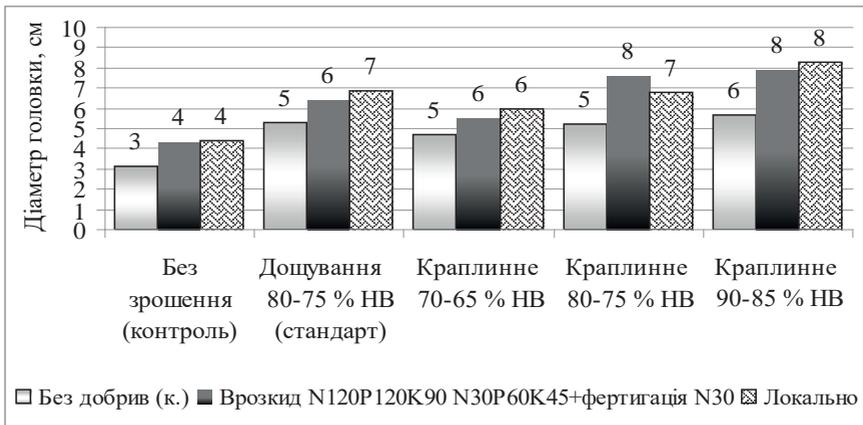 Діаметр головки, см
10
9
8
7
6
5
4
3
2
1
0
3 4 4
5 6 7
5 6 6
5 8 7
6 8 8
Без зрошення (контроль)
Дощування 80-75 % НВ (стандарт)
Краплинне 70-65 % НВ
Краплинне 80-75 % НВ
Краплинне 90-85 % НВ
Без добрив (к.) Врозкид N120P120K90 N30P60K45+фертигація N30 Локально